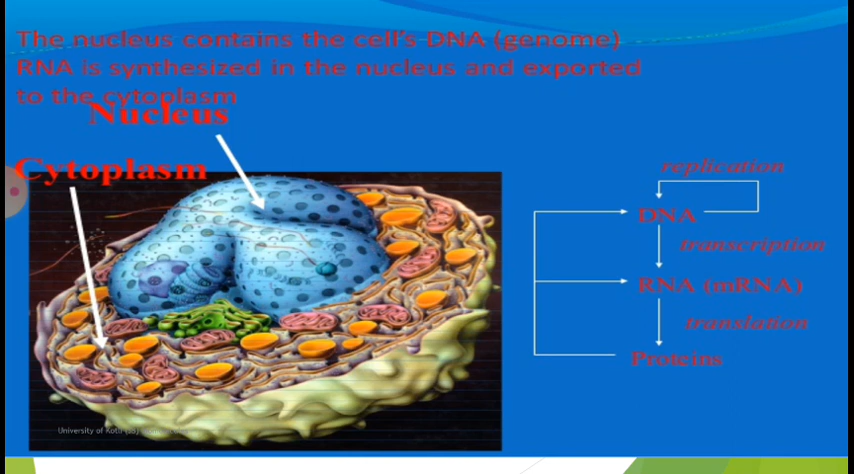 The nucleus contains the cell's DNA (genome)
RNA is synthesized in the nucleus and exported
to the cytoplasm
Nucleus
Cytoplasm
replication
DNA
transcription
RNA (mRNA)
translation
Proteins
University of Kota